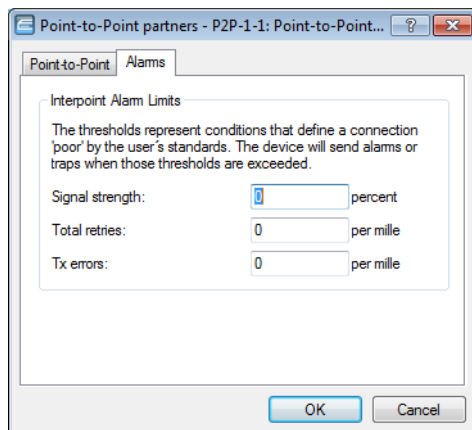 Point-to-Point partners - P2P-1-1: Point-to-Point...
?
Point-to-Point
Alarms
Interpoint Alarm Limits
The thresholds represent conditions that define a connection
'poor' by the user´s standards. The device will send alarms or
traps when those thresholds are exceeded.
Signal strength: 0 percent
Total retries: 0 per mille
Tx errors: 0 per mille
OK Cancel